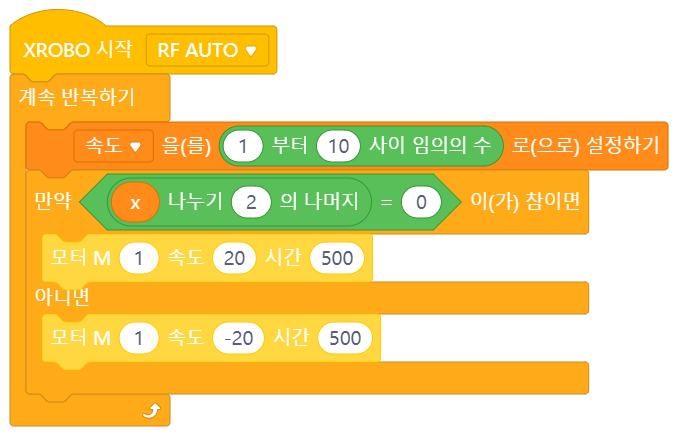 XROBO 시작 RF AUTO
계속 반복하기
속도 을(를) 1 부터 10 사이 임의의 수 로(으로) 설정하기
만약 x 나누기 2 의 나머지 = 0 이(가) 참이면
모터 M 1 속도 20 시간 500
아니면
모터 M 1 속도 -20 시간 500